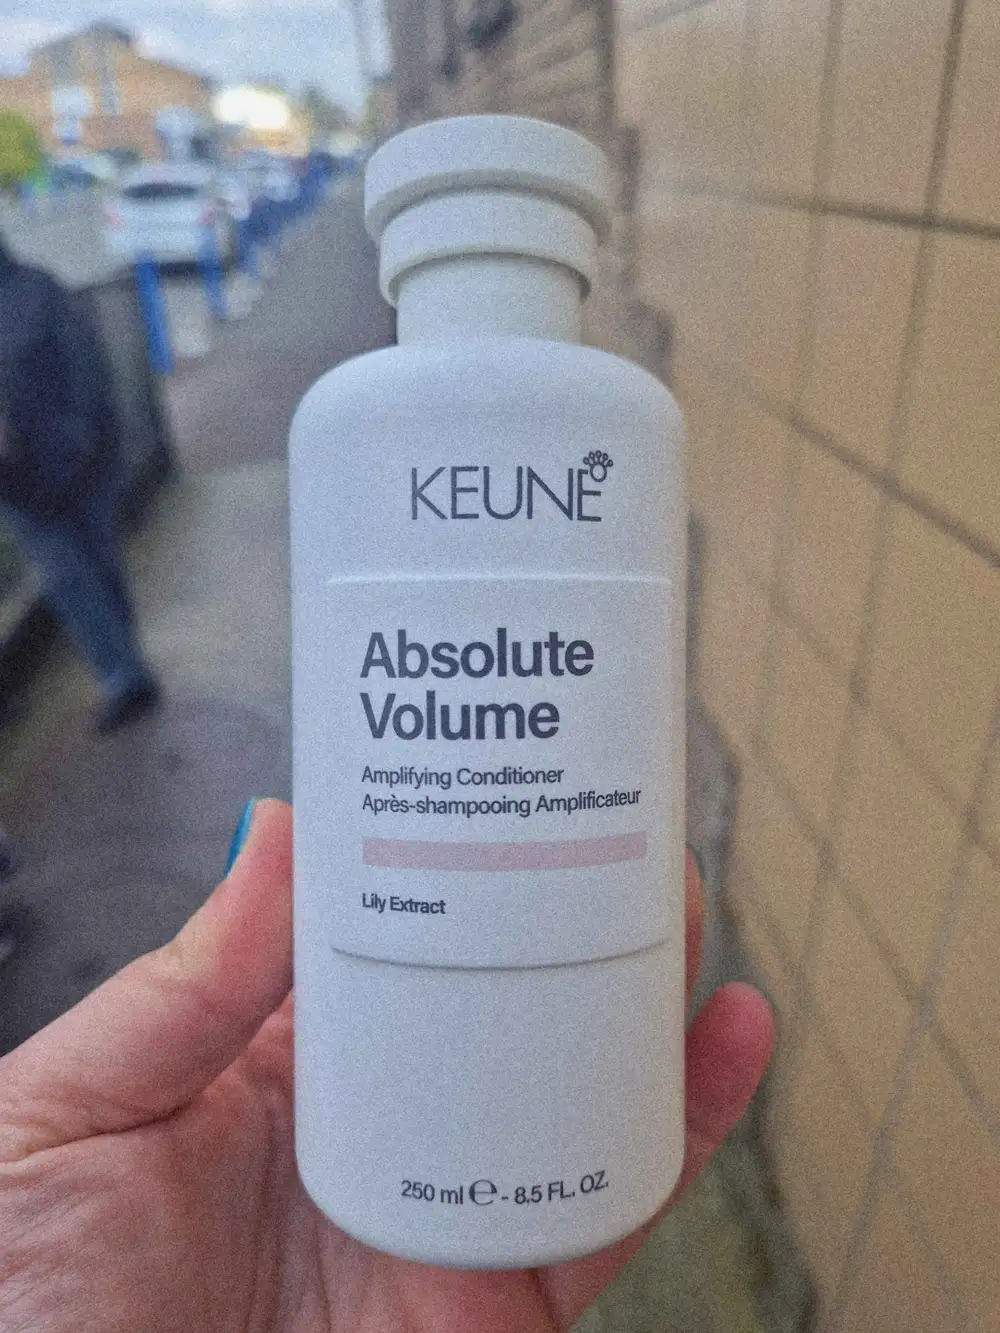 KEUNE
Absolute
Volume
Amplifying Conditioner
Après-shampooing Amplificateur
Lily Extract
250 ml ℮ - 8.5 FL. OZ.